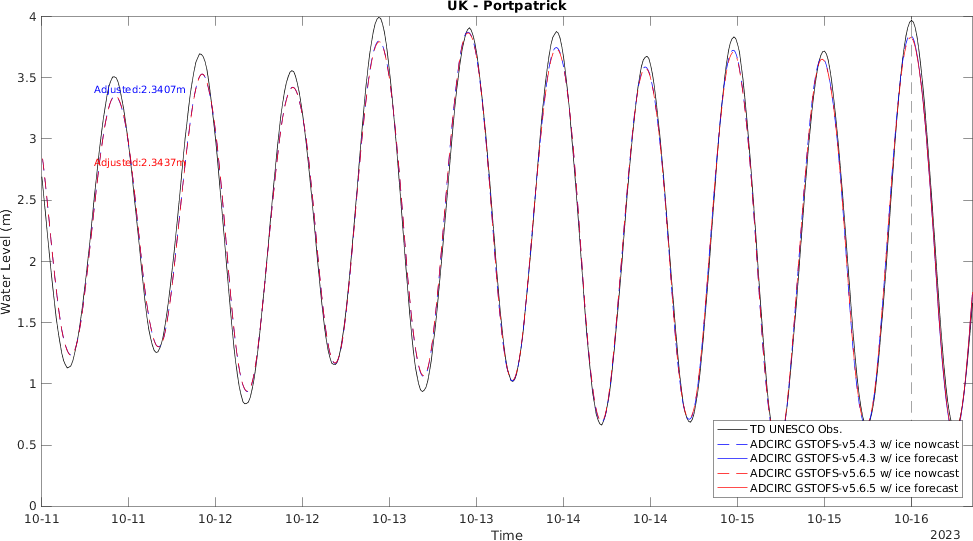 UK - Portpatrick
4
3.5
3
2.5
2
1.5
1
0.5
0
Water Level (m)
Adjusted:2.3407m
Adjusted:2.3437m
TD UNESCO Obs.
ADCIRC GSTOFS-v5.4.3 w/ ice nowcast
ADCIRC GSTOFS-v5.4.3 w/ ice forecast
ADCIRC GSTOFS-v5.6.5 w/ ice nowcast
ADCIRC GSTOFS-v5.6.5 w/ ice forecast
10-11 10-11 10-12 10-12 10-13 10-13 10-14 10-14 10-15 10-15 10-16
Time
2023